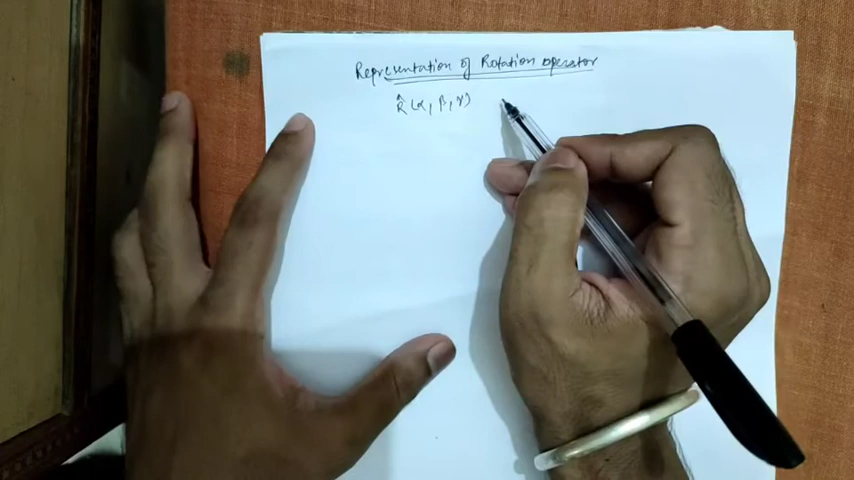 Representation of Rotation operator
R̂ (α, β, γ)